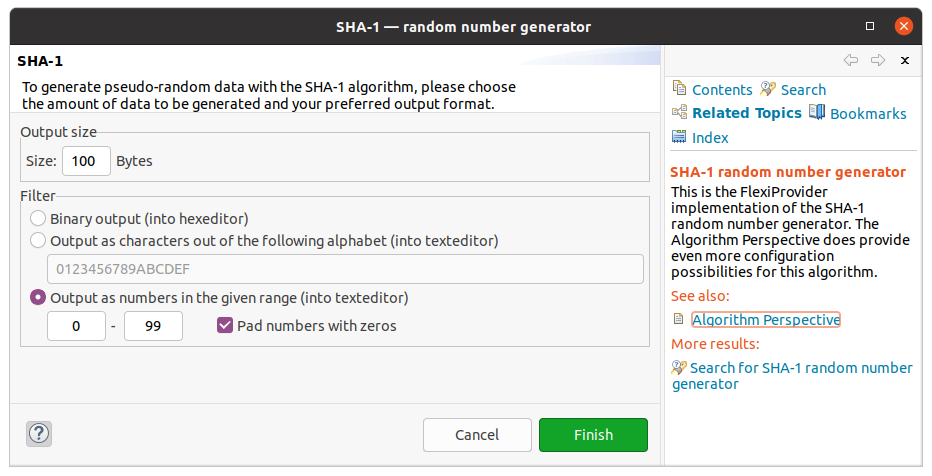 SHA-1 — random number generator
SHA-1
To generate pseudo-random data with the SHA-1 algorithm, please choose
the amount of data to be generated and your preferred output format.
Output size
Size: 100 Bytes
Filter
Binary output (into hexeditor)
Output as characters out of the following alphabet (into texteditor)
0123456789ABCDEF
Output as numbers in the given range (into texteditor)
0 - 99 Pad numbers with zeros
? Cancel Finish
Contents Search
Related Topics Bookmarks
Index
SHA-1 random number generator
This is the FlexiProvider
implementation of the SHA-1
random number generator. The
Algorithm Perspective does provide
even more configuration
possibilities for this algorithm.
See also:
Algorithm Perspective
More results:
Search for SHA-1 random number
generator